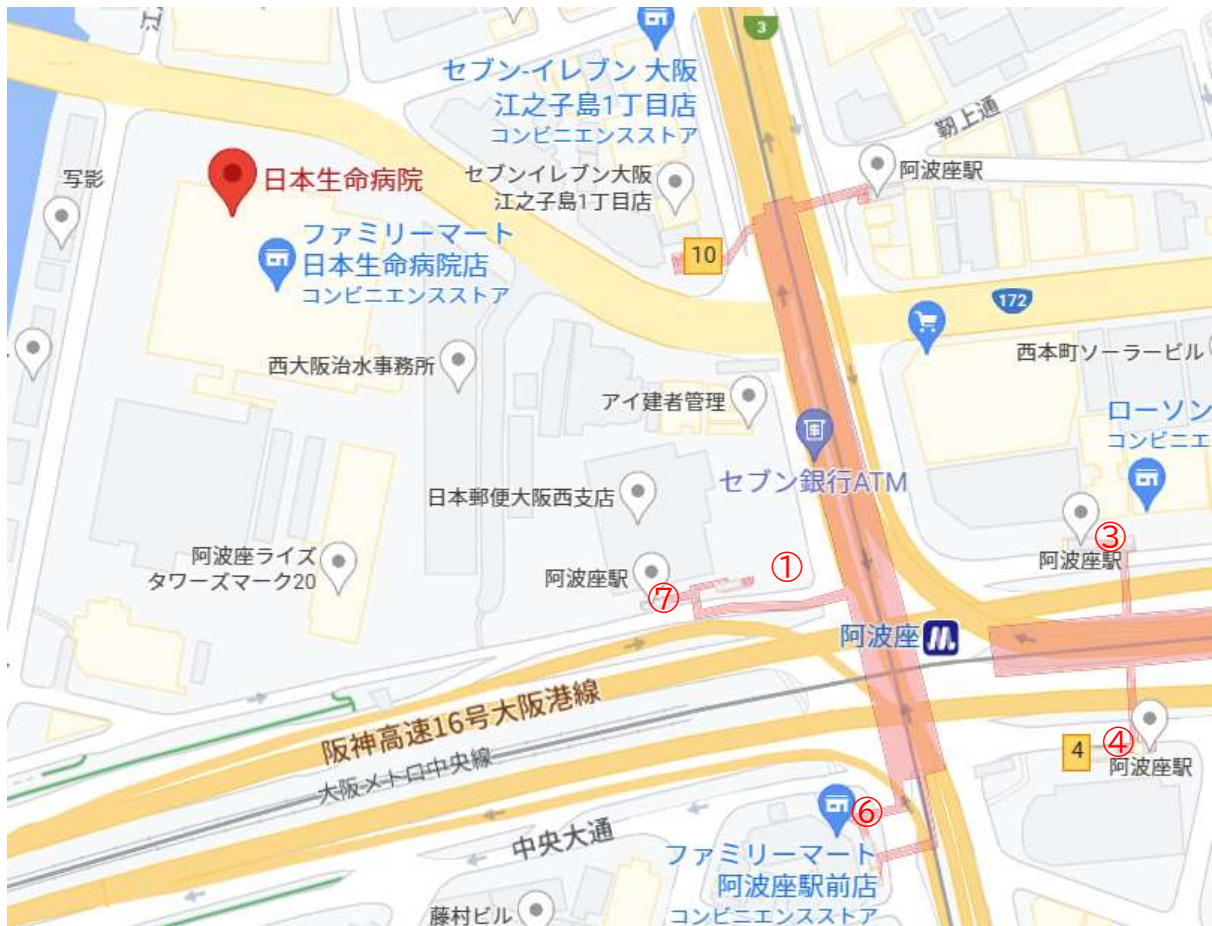 江
3
セブン-イレブン 大阪
江之子島1丁目店
コンビニエンスストア
靭上通
写影
日本生命病院
セブンイレブン大阪
江之子島1丁目店
阿波座駅
ファミリーマート
日本生命病院店
コンビニエンスストア
10
172
西大阪治水事務所
西本町ソーラービル
アイ建者管理
ローソン
コンビニエ
セブン銀行ATM
日本郵便大阪西支店
阿波座ライズ
タワーズマーク20
阿波座駅
①
⑦
③
阿波座駅
阿波座
阪神高速16号大阪港線
大阪メトロ中央線
4
④
阿波座駅
⑥
中央大通
ファミリーマート
阿波座駅前店
コンビニエンスストア
藤村ビル